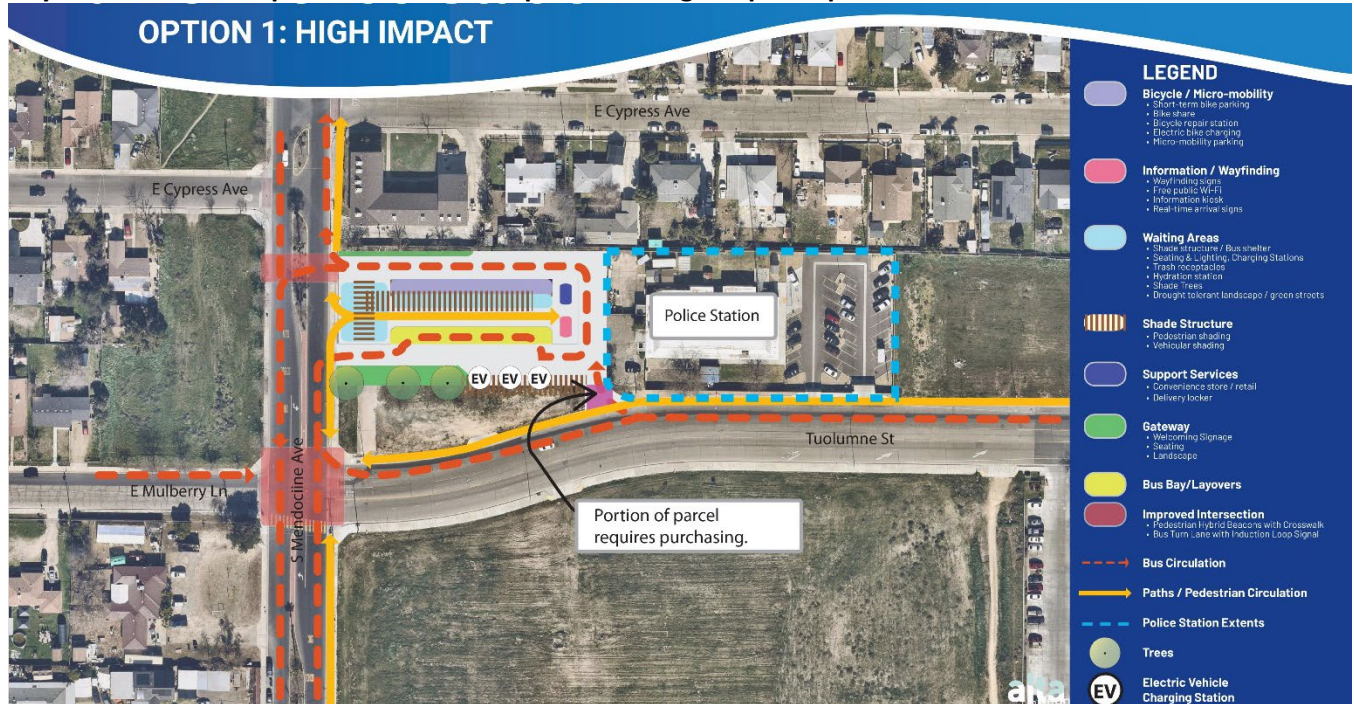 OPTION 1: HIGH IMPACT
E Cypress Ave
E Cypress Ave
Police Station
EV EV EV
Tuolumne St
E Mulberry Ln
S Mendocino Ave
Portion of parcel
requires purchasing.
LEGEND
Bicycle / Micro-mobility
• Short-term bike parking
• Bike share
• Bicycle repair station
• Electric bike charging
• Micro-mobility parking
Information / Wayfinding
• Wayfinding signs
• Free public Wi-Fi
• Information kiosk
• Real-time arrival signs
Waiting Areas
• Shade structure / Bus shelter
• Seating & Lighting, Charging Stations
• Trash receptacles
• Hydration station
• Shade Trees
• Drought tolerant landscape / green streets
Shade Structure
• Pedestrian shading
• Vehicular shading
Support Services
• Convenience store / retail
• Delivery locker
Gateway
• Welcoming Signage
• Seating
• Landscape
Bus Bay/Layovers
Improved Intersection
• Pedestrian Hybrid Beacons with Crosswalk
• Bus Turn Lane with Induction Loop Signal
Bus Circulation
Paths / Pedestrian Circulation
Police Station Extents
Trees
EV
Electric Vehicle
Charging Station
alta